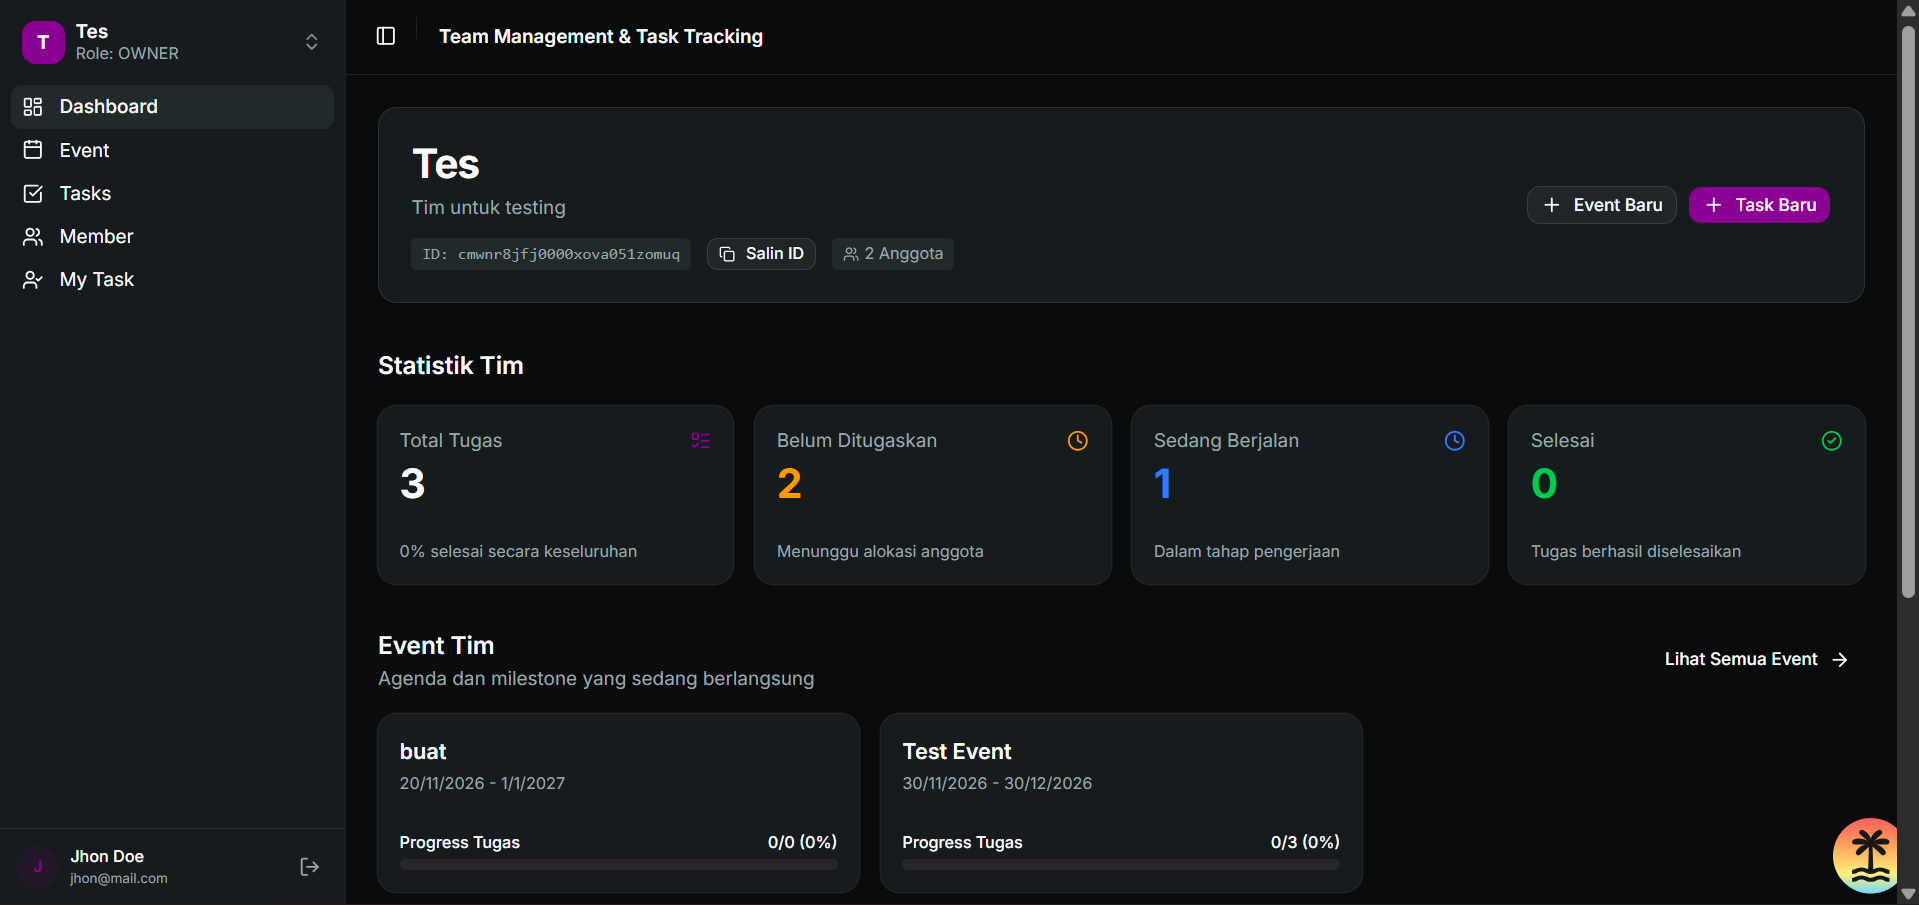 T
Tes
Role: OWNER
Dashboard
Event
Tasks
Member
My Task
J
Jhon Doe
jhon@mail.com
Team Management & Task Tracking
Tes
Tim untuk testing
ID: cmwnr8jfj0000xova051zomuq
Salin ID
2 Anggota
Event Baru
Task Baru
Statistik Tim
Total Tugas
3
0% selesai secara keseluruhan
Belum Ditugaskan
2
Menunggu alokasi anggota
Sedang Berjalan
1
Dalam tahap pengerjaan
Selesai
0
Tugas berhasil diselesaikan
Event Tim
Agenda dan milestone yang sedang berlangsung
Lihat Semua Event
buat
20/11/2026 - 1/1/2027
Progress Tugas 0/0 (0%)
Test Event
30/11/2026 - 30/12/2026
Progress Tugas 0/3 (0%)